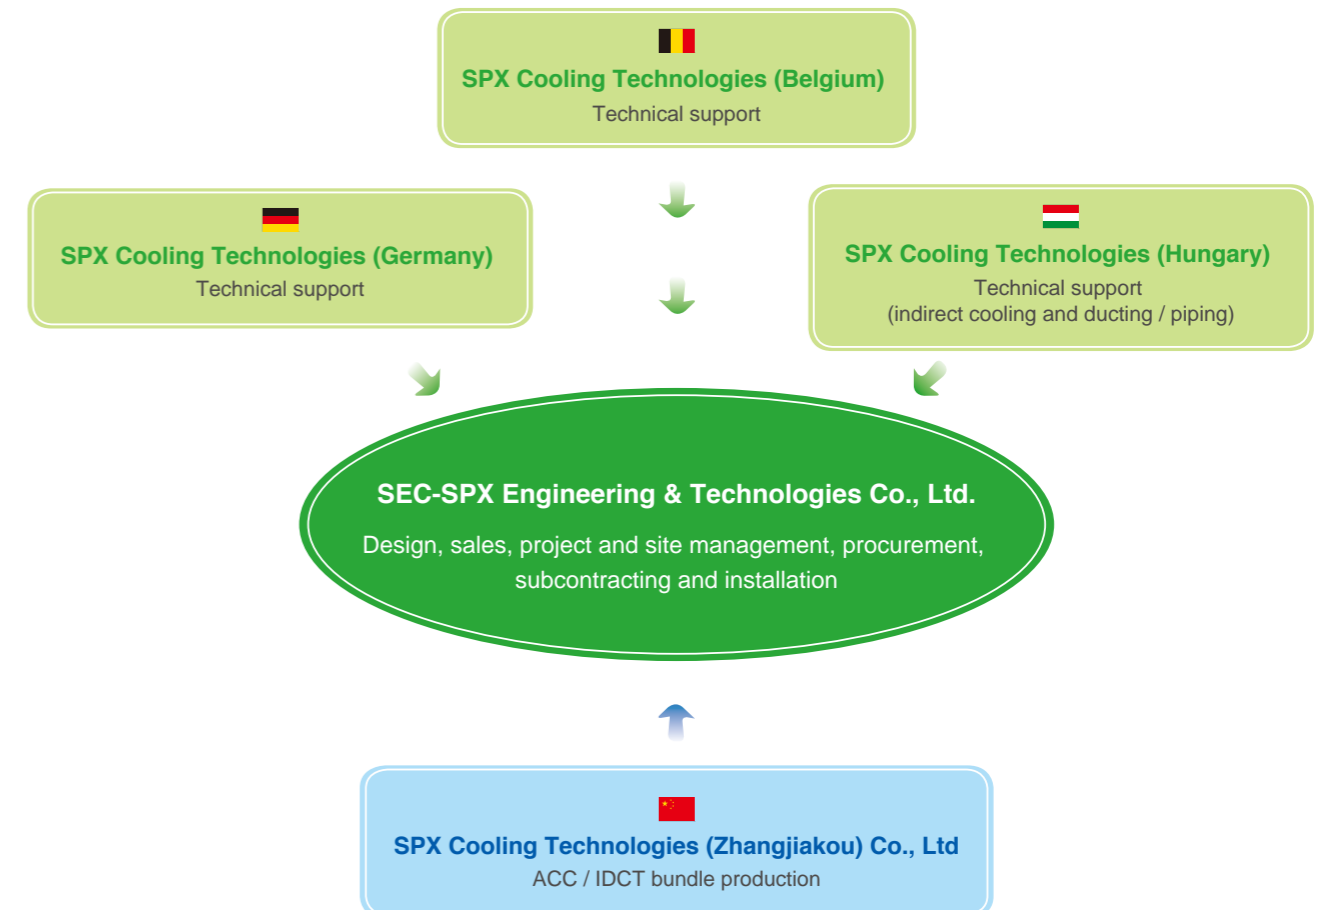 SPX Cooling Technologies (Belgium)
Technical support
SPX Cooling Technologies (Germany)
Technical support
SPX Cooling Technologies (Hungary)
Technical support
(indirect cooling and ducting / piping)
SEC-SPX Engineering & Technologies Co., Ltd.
Design, sales, project and site management, procurement,
subcontracting and installation
SPX Cooling Technologies (Zhangjiakou) Co., Ltd
ACC / IDCT bundle production